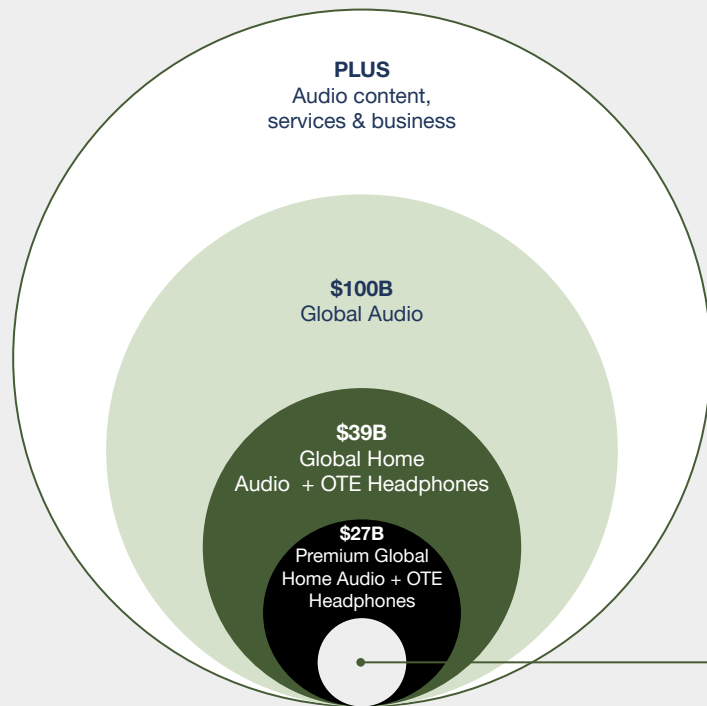 PLUS
Audio content,
services & business
$100B
Global Audio
$39B
Global Home
Audio + OTE Headphones
$27B
Premium Global
Home Audio + OTE
Headphones